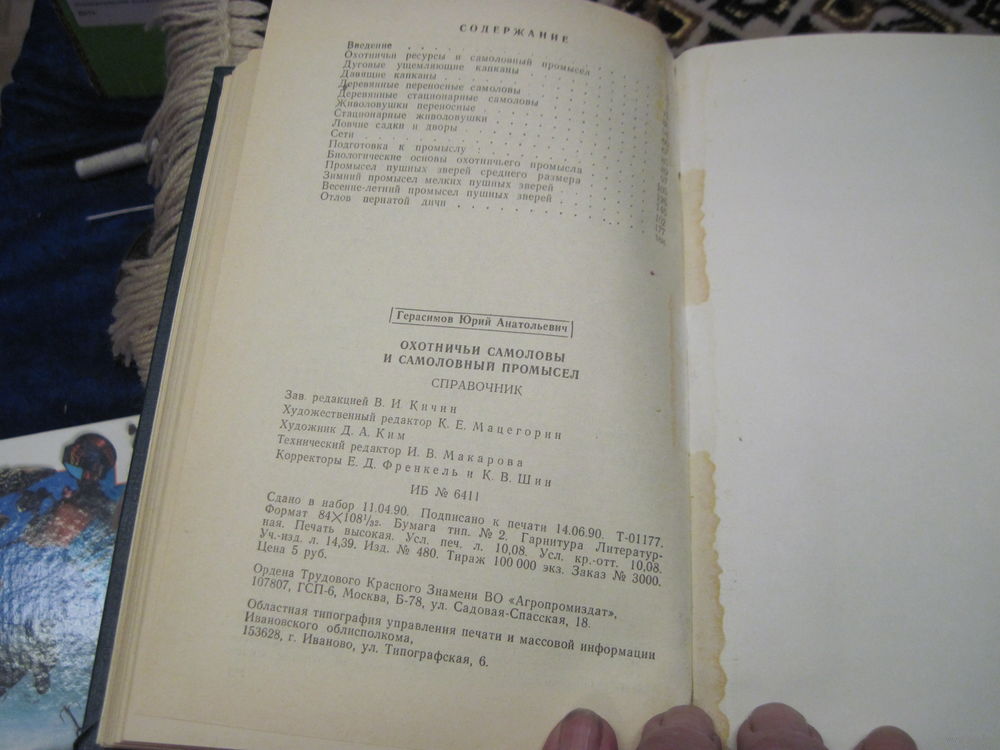 СОДЕРЖАНИЕ
Введение
Охотничьи ресурсы и самоловный промысел
Дуговые ущемляющие капканы
Давящие капканы
Деревянные переносные самоловы
Деревянные стационарные самоловы
Живоловушки переносные
Стационарные живоловушки
Ловчие садки и дворы
Сети
Подготовка к промыслу
Биологические основы охотничьего промысла
Промысел пушных зверей среднего размера
Зимний промысел мелких пушных зверей
Весенне-летний промысел пушных зверей
Отлов пернатой дичи
Герасимов Юрий Анатольевич
ОХОТНИЧЬИ САМОЛОВЫ
И САМОЛОВНЫЙ ПРОМЫСЕЛ
СПРАВОЧНИК
Зав. редакцией В. И. Кичин
Художественный редактор К. Е. Мацегорин
Художник Д. А. Ким
Технический редактор И. В. Макарова
Корректоры Е. Д. Френкель и К. В. Шин
ИБ № 6411
Сдано в набор 11.04.90. Подписано к печати 14.06.90. Т-01177.
Формат 84×108 1/32. Бумага тип. № 2. Гарнитура Литератур-
ная. Печать высокая. Усл. печ. л. 10,08. Усл. кр.-отт. 10,08.
Уч.-изд. л. 14,39. Изд. № 480. Тираж 100 000 экз. Заказ № 3000.
Цена 5 руб.
Ордена Трудового Красного Знамени ВО «Агропромиздат»,
107807, ГСП-6, Москва, Б-78, ул. Садовая-Спасская, 18.
Областная типография управления печати и массовой информации
Ивановского облисполкома,
153628, г. Иваново, ул. Типографская, 6.